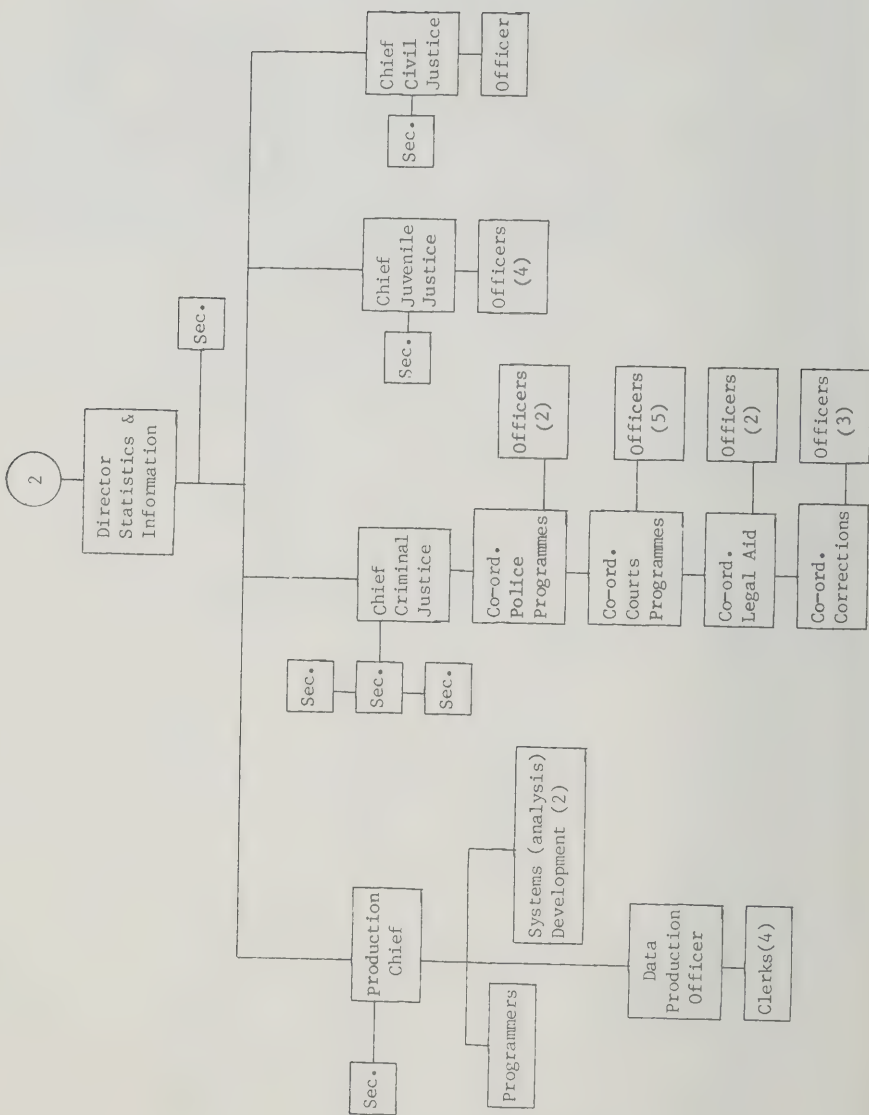 2
Director
Statistics &
Information
Sec.
Production
Chief
Sec.
Programmers
Systems (analysis)
Development (2)
Data
Production
Officer
Clerks(4)
Chief
Criminal
Justice
Sec.
Sec.
Sec.
Co-ord.
Police
Programmes
Officers
(2)
Co-ord.
Courts
Programmes
Officers
(5)
Co-ord.
Legal Aid
Officers
(2)
Co-ord.
Corrections
Officers
(3)
Chief
Juvenile
Justice
Sec.
Officers
(4)
Chief
Civil
Justice
Sec.
Officer